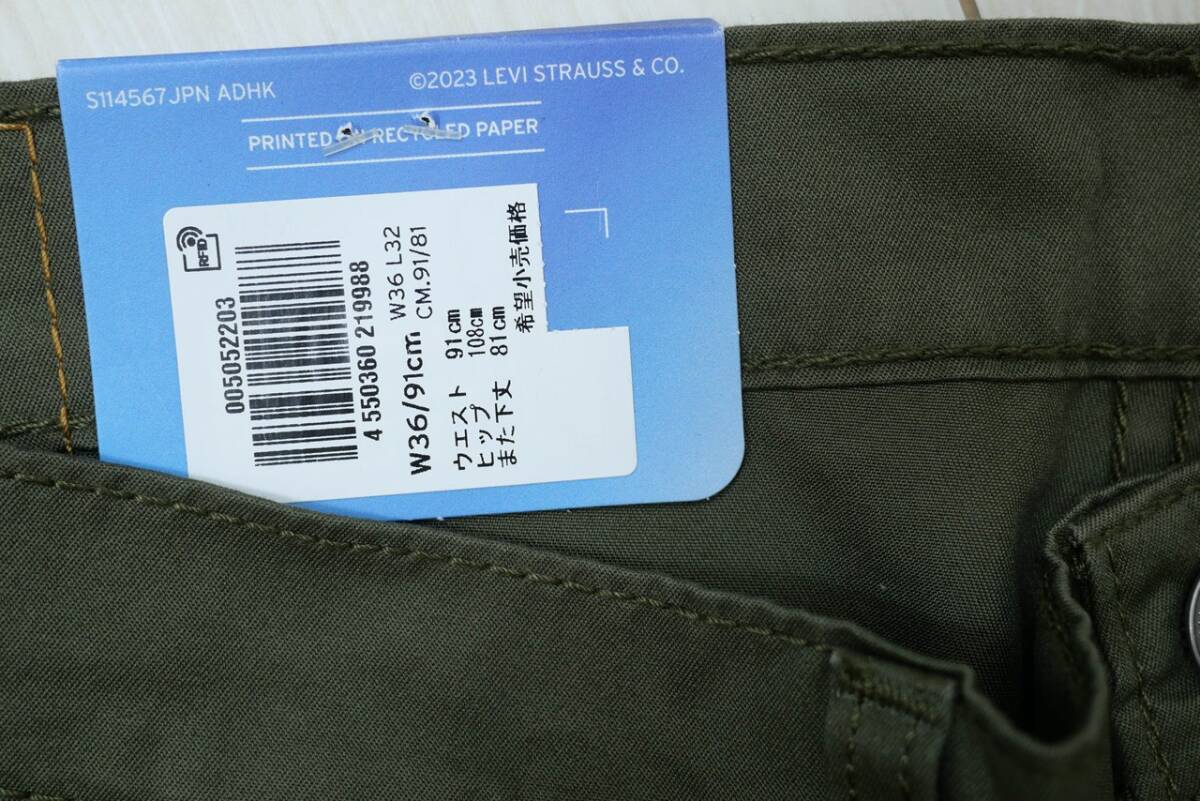 S114567JPN ADHK
©2023 LEVI STRAUSS & CO.
PRINTED ON RECYCLED PAPER
RFID
005052203
4 550360 219988
W36/91cm W36 L32
CM.91/81
ウエスト 91cm
ヒップ 108cm
また下丈 81cm
希望小売価格